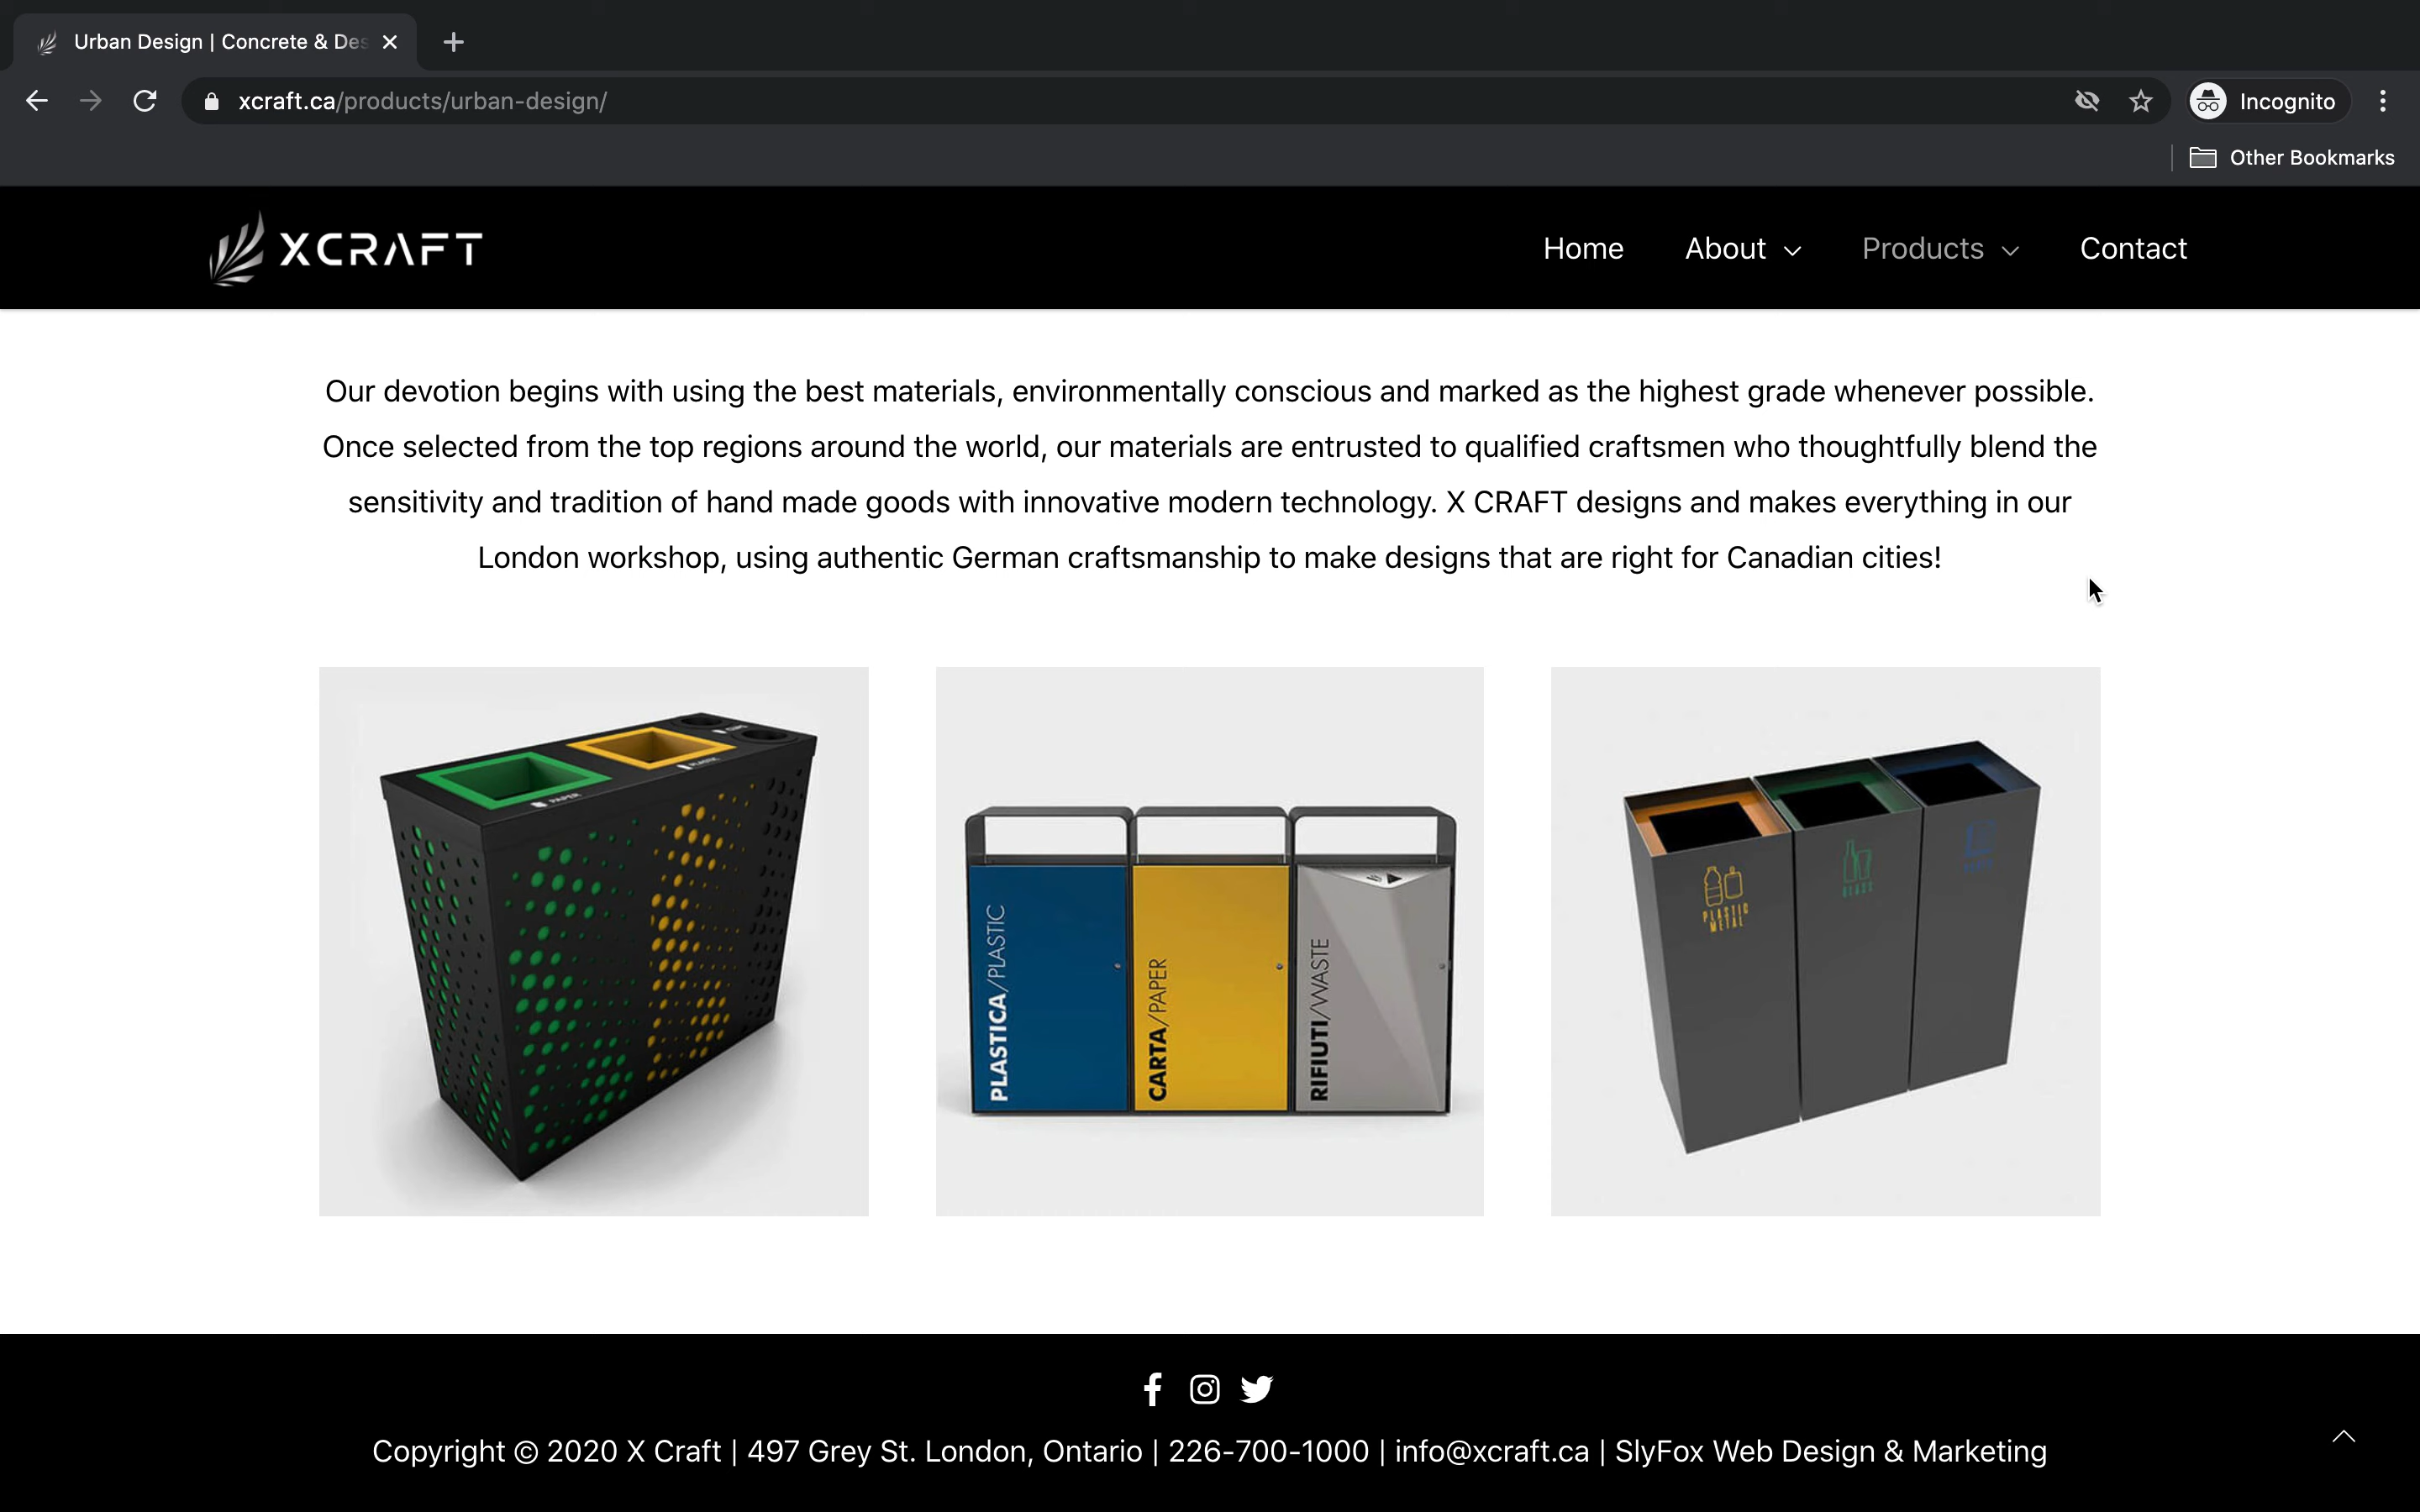 Urban Design | Concrete & Des
xcraft.ca/products/urban-design/
Incognito
Other Bookmarks
XCRAFT
Home
About
Products
Contact
Our devotion begins with using the best materials, environmentally conscious and marked as the highest grade whenever possible.
Once selected from the top regions around the world, our materials are entrusted to qualified craftsmen who thoughtfully blend the
sensitivity and tradition of hand made goods with innovative modern technology. X CRAFT designs and makes everything in our
London workshop, using authentic German craftsmanship to make designs that are right for Canadian cities!
PAPER
PLASTIC
PLASTICA/PLASTIC
CARTA/PAPER
RIFIUTI/WASTE
PLASTIC
METAL
GLASS
Copyright © 2020 X Craft | 497 Grey St. London, Ontario | 226-700-1000 | info@xcraft.ca | SlyFox Web Design & Marketing